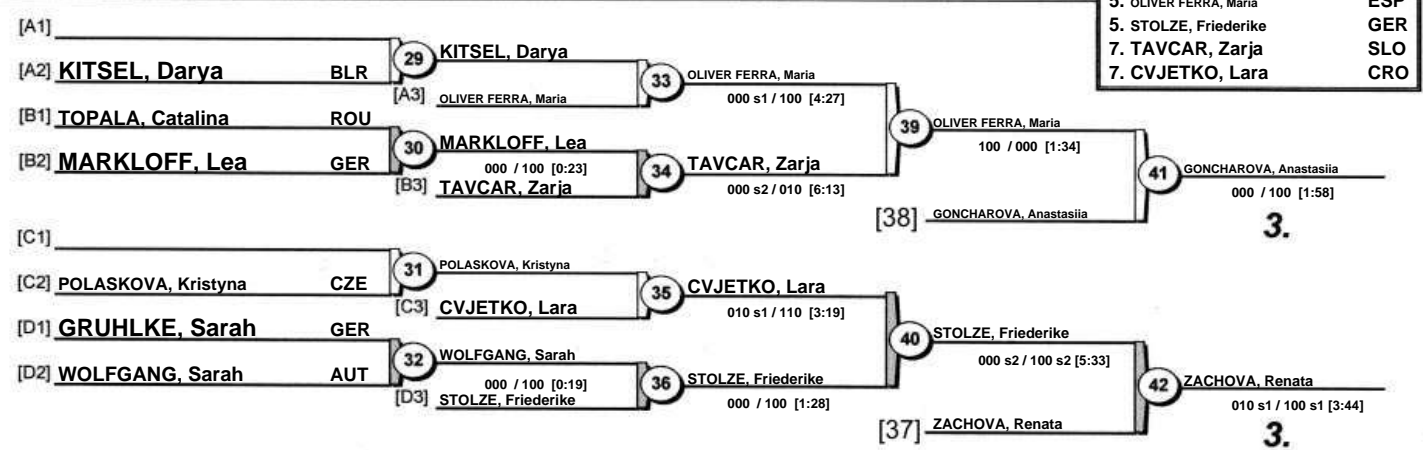 5. OLIVER FERRA, Maria ESP
5. STOLZE, Friederike GER
7. TAVCAR, Zarja SLO
7. CVJETKO, Lara CRO
[A1]
[A2] KITSEL, Darya BLR
29
KITSEL, Darya
[A3] OLIVER FERRA, Maria
33
OLIVER FERRA, Maria
000 s1 / 100 [4:27]
[B1] TOPALA, Catalina ROU
[B2] MARKLOFF, Lea GER
30
MARKLOFF, Lea
000 / 100 [0:23]
[B3] TAVCAR, Zarja
34
TAVCAR, Zarja
000 s2 / 010 [6:13]
39
OLIVER FERRA, Maria
100 / 000 [1:34]
[38] GONCHAROVA, Anastasiia
41
GONCHAROVA, Anastasiia
000 / 100 [1:58]
3.
[C1]
[C2] POLASKOVA, Kristyna CZE
31
POLASKOVA, Kristyna
[C3] CVJETKO, Lara
35
CVJETKO, Lara
010 s1 / 110 [3:19]
[D1] GRUHLKE, Sarah GER
[D2] WOLFGANG, Sarah AUT
32
WOLFGANG, Sarah
000 / 100 [0:19]
[D3] STOLZE, Friederike
36
STOLZE, Friederike
000 / 100 [1:28]
40
STOLZE, Friederike
000 s2 / 100 s2 [5:33]
[37] ZACHOVA, Renata
42
ZACHOVA, Renata
010 s1 / 100 s1 [3:44]
3.